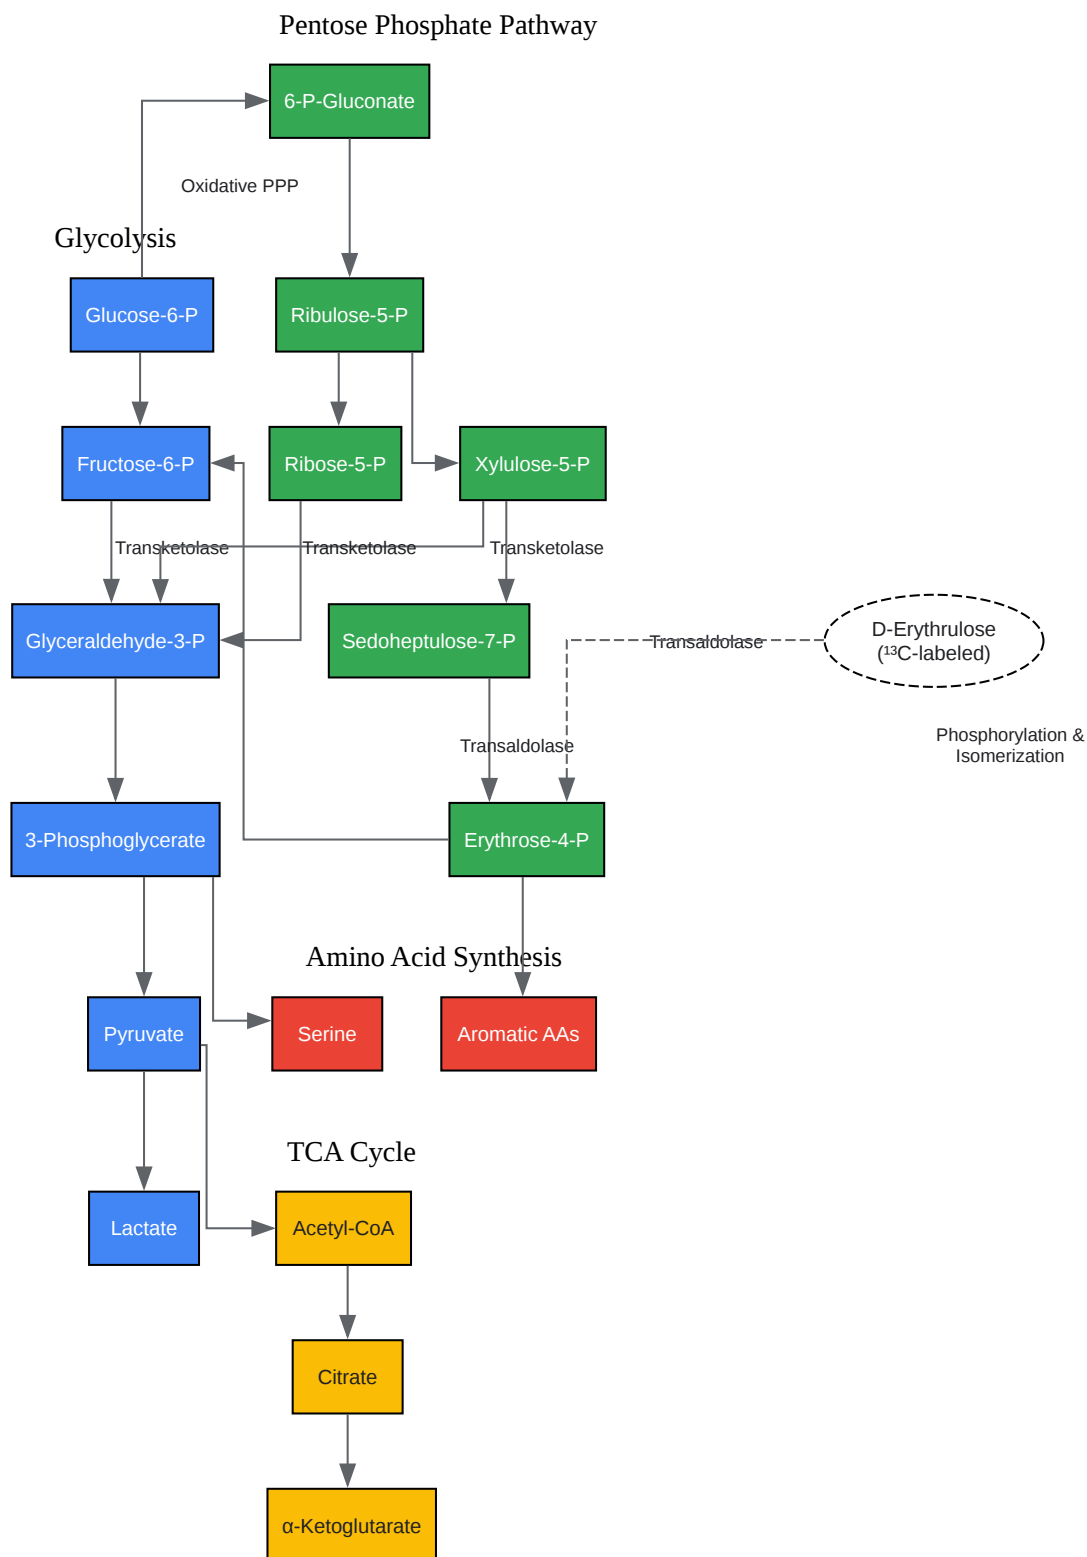 Pentose Phosphate Pathway
6-P-Gluconate
Oxidative PPP
Glycolysis
Glucose-6-P
Ribulose-5-P
Fructose-6-P
Ribose-5-P
Xylulose-5-P
Transketolase
Transketolase
Transketolase
Glyceraldehyde-3-P
Sedoheptulose-7-P
Transaldolase
D-Erythrulose
(¹³C-labeled)
Phosphorylation &
Isomerization
Transaldolase
3-Phosphoglycerate
Erythrose-4-P
Amino Acid Synthesis
Pyruvate
Serine
Aromatic AAs
TCA Cycle
Lactate
Acetyl-CoA
Citrate
α-Ketoglutarate